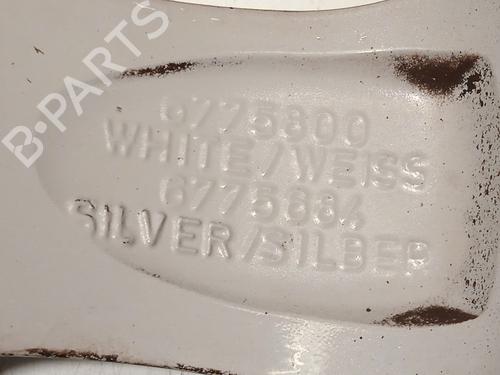 B-PARTS
6775800
WHITE/WEISS
6775884
SILVER/SILBER